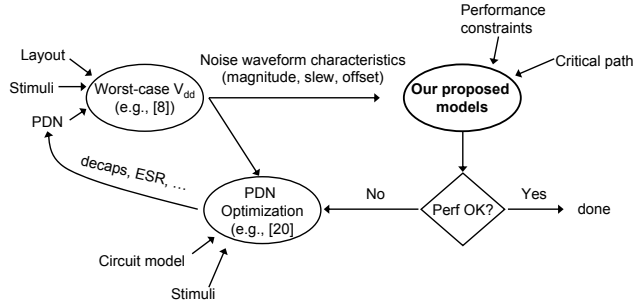 Performance
constraints
Layout
Noise waveform characteristics
(magnitude, slew, offset)
Critical path
Stimuli
Worst-case Vdd
(e.g., [8])
Our proposed
models
PDN
decaps, ESR, ...
PDN
Optimization
(e.g., [20]
No
Perf OK?
Yes
done
Circuit model
Stimuli